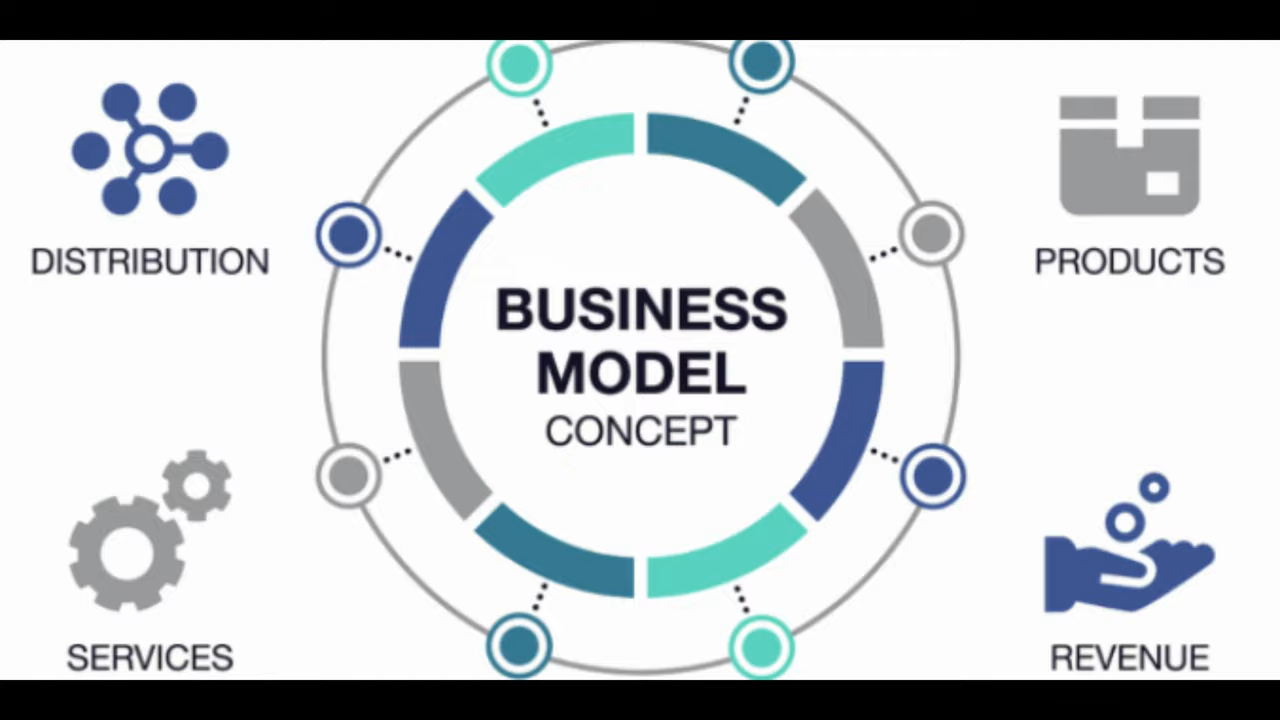 DISTRIBUTION
PRODUCTS
BUSINESS
MODEL
CONCEPT
SERVICES
REVENUE